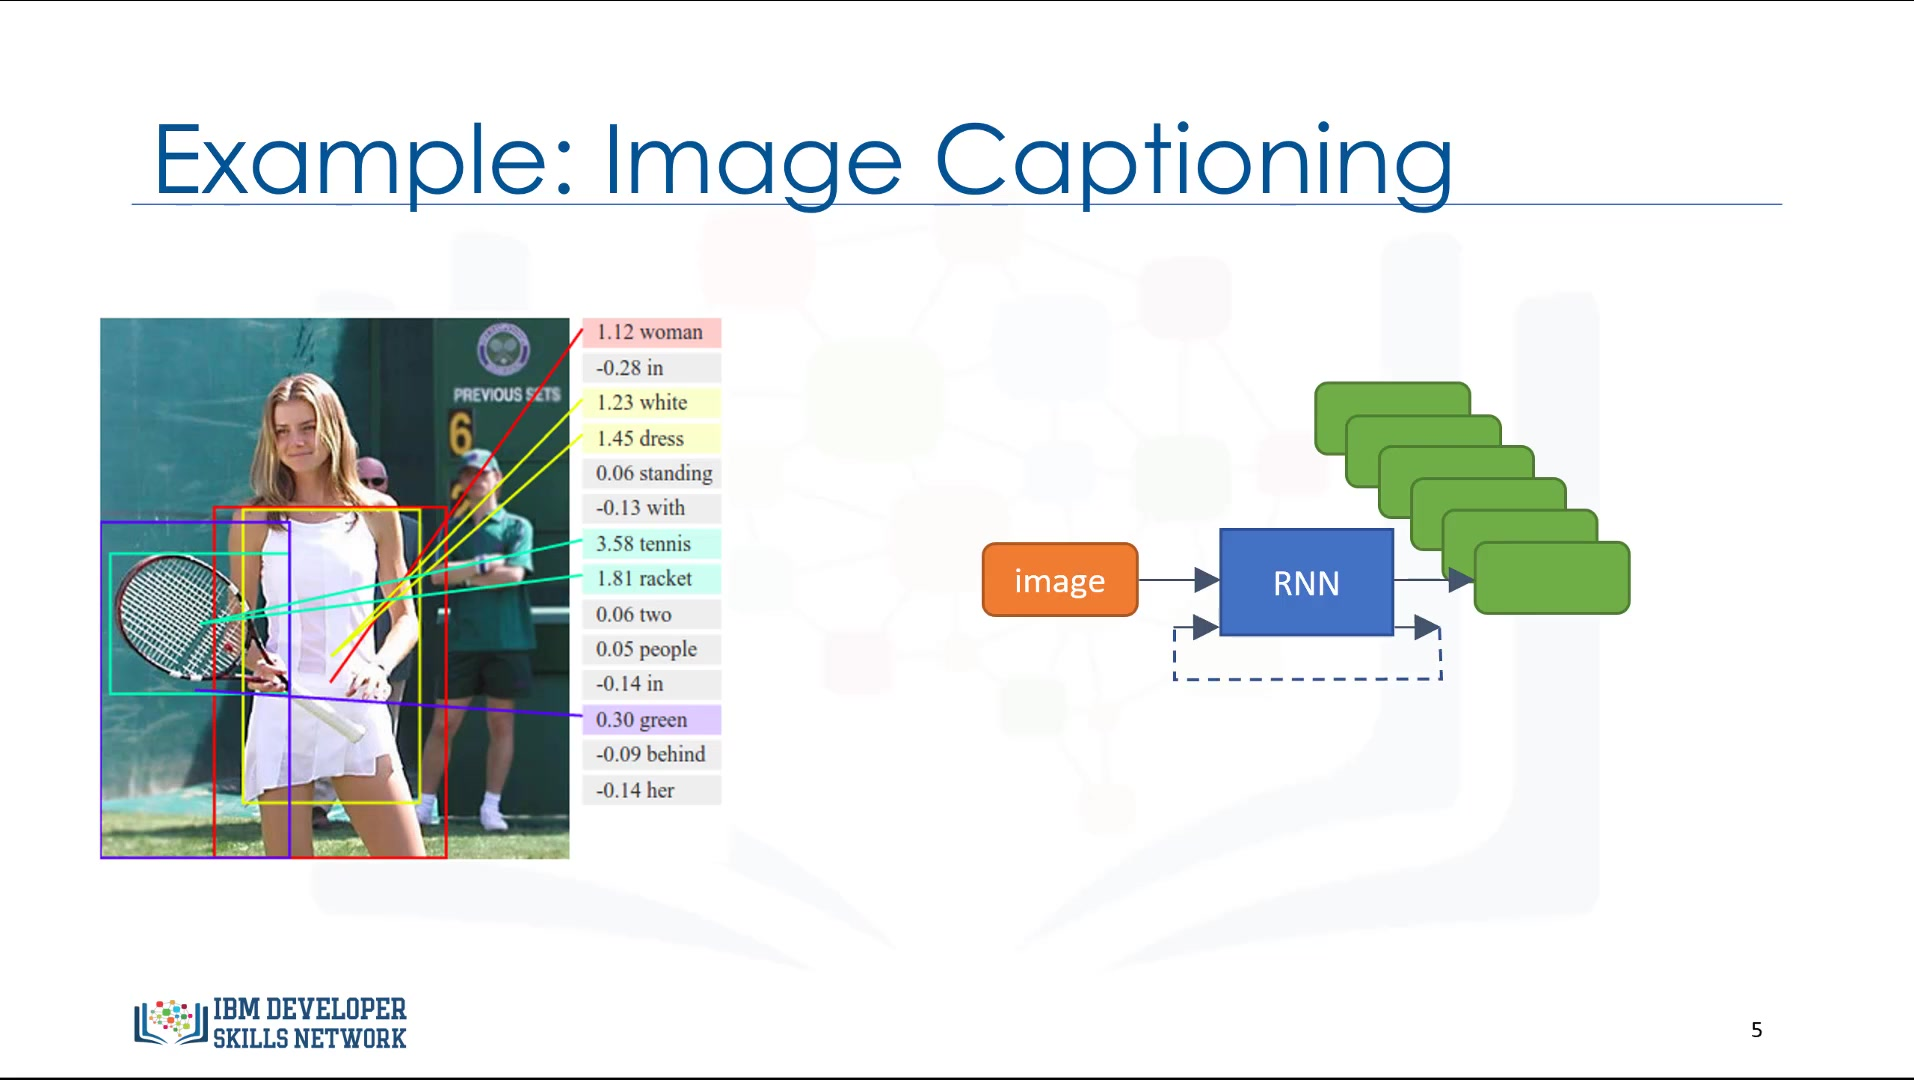 Example: Image Captioning
PREVIOUS SETS
6
1.12 woman
-0.28 in
1.23 white
1.45 dress
0.06 standing
-0.13 with
3.58 tennis
1.81 racket
0.06 two
0.05 people
-0.14 in
0.30 green
-0.09 behind
-0.14 her
image
RNN
IBM DEVELOPER
SKILLS NETWORK
5